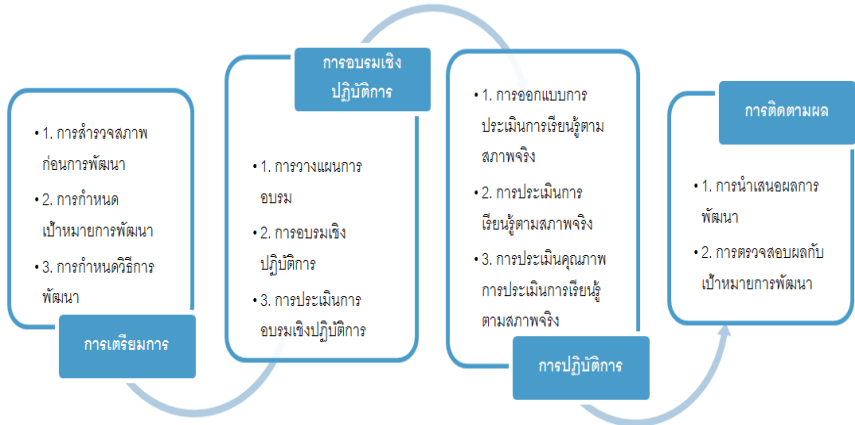 • 1. การสำรวจสภาพ
ก่อนการพัฒนา
• 2. การกำหนด
เป้าหมายการพัฒนา
• 3. การกำหนดวิธีการ
พัฒนา
การเตรียมการ
การอบรมเชิง
ปฏิบัติการ
• 1. การวางแผนการ
อบรม
• 2. การอบรมเชิง
ปฏิบัติการ
• 3. การประเมินการ
อบรมเชิงปฏิบัติการ
• 1. การออกแบบการ
ประเมินการเรียนรู้ตาม
สภาพจริง
• 2. การประเมินการ
เรียนรู้ตามสภาพจริง
• 3. การประเมินคุณภาพ
การประเมินการเรียนรู้
ตามสภาพจริง
การปฏิบัติการ
การติดตามผล
• 1. การนำเสนอผลการ
พัฒนา
• 2. การตรวจสอบผลกับ
เป้าหมายการพัฒนา